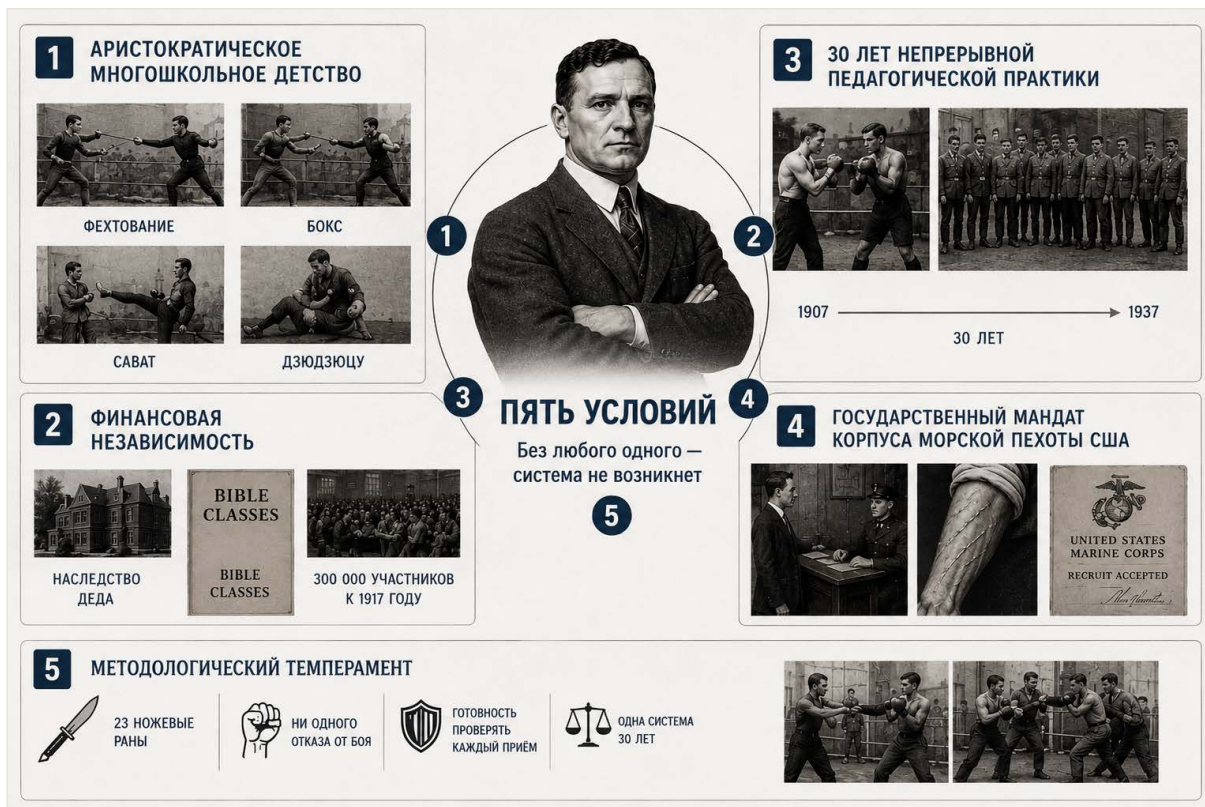 1
АРИСТОКРАТИЧЕСКОЕ
МНОГОШКОЛЬНОЕ ДЕТСТВО
ФЕХТОВАНИЕ
БОКС
САВАТ
ДЗЮДЗЮЦУ
2
ФИНАНСОВАЯ
НЕЗАВИСИМОСТЬ
BIBLE
CLASSES
BIBLE
CLASSES
НАСЛЕДСТВО
ДЕДА
300 000 УЧАСТНИКОВ
К 1917 ГОДУ
1
2
3
4
ПЯТЬ УСЛОВИЙ
Без любого одного —
система не возникнет
5
3
30 ЛЕТ НЕПРЕРЫВНОЙ
ПЕДАГОГИЧЕСКОЙ ПРАКТИКИ
1907
1937
30 ЛЕТ
4
ГОСУДАРСТВЕННЫЙ МАНДАТ
КОРПУСА МОРСКОЙ ПЕХОТЫ США
UNITED STATES
MARINE CORPS
RECRUIT ACCEPTED
5
МЕТОДОЛОГИЧЕСКИЙ ТЕМПЕРАМЕНТ
23 НОЖЕВЫЕ
РАНЫ
НИ ОДНОГО
ОТКАЗА ОТ БОЯ
ГОТОВНОСТЬ
ПРОВЕРЯТЬ
КАЖДЫЙ ПРИЁМ
ОДНА СИСТЕМА
30 ЛЕТ